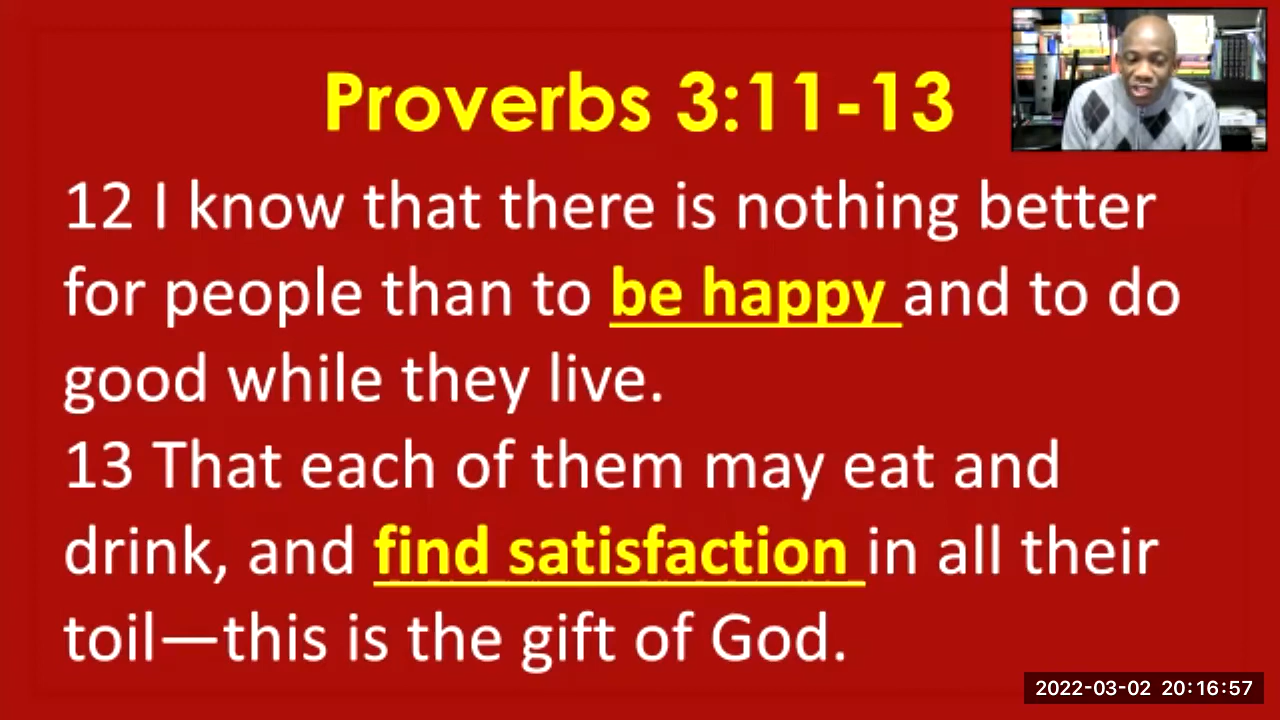 Proverbs 3:11-13
12 I know that there is nothing better
for people than to be happy and to do
good while they live.
13 That each of them may eat and
drink, and find satisfaction in all their
toil—this is the gift of God.
2022-03-02 20:16:57